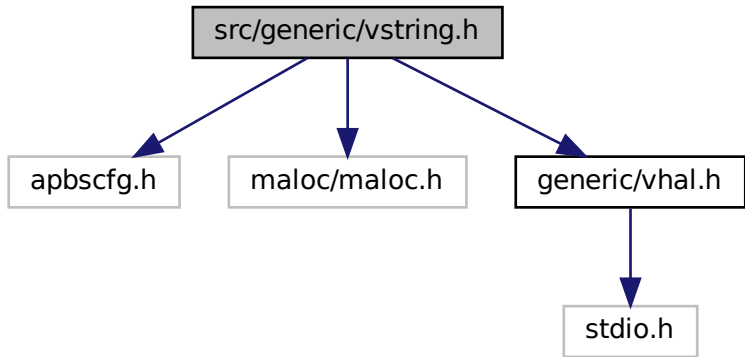 src/generic/vstring.h
apbscfg.h
maloc/maloc.h
generic/vhal.h
stdio.h